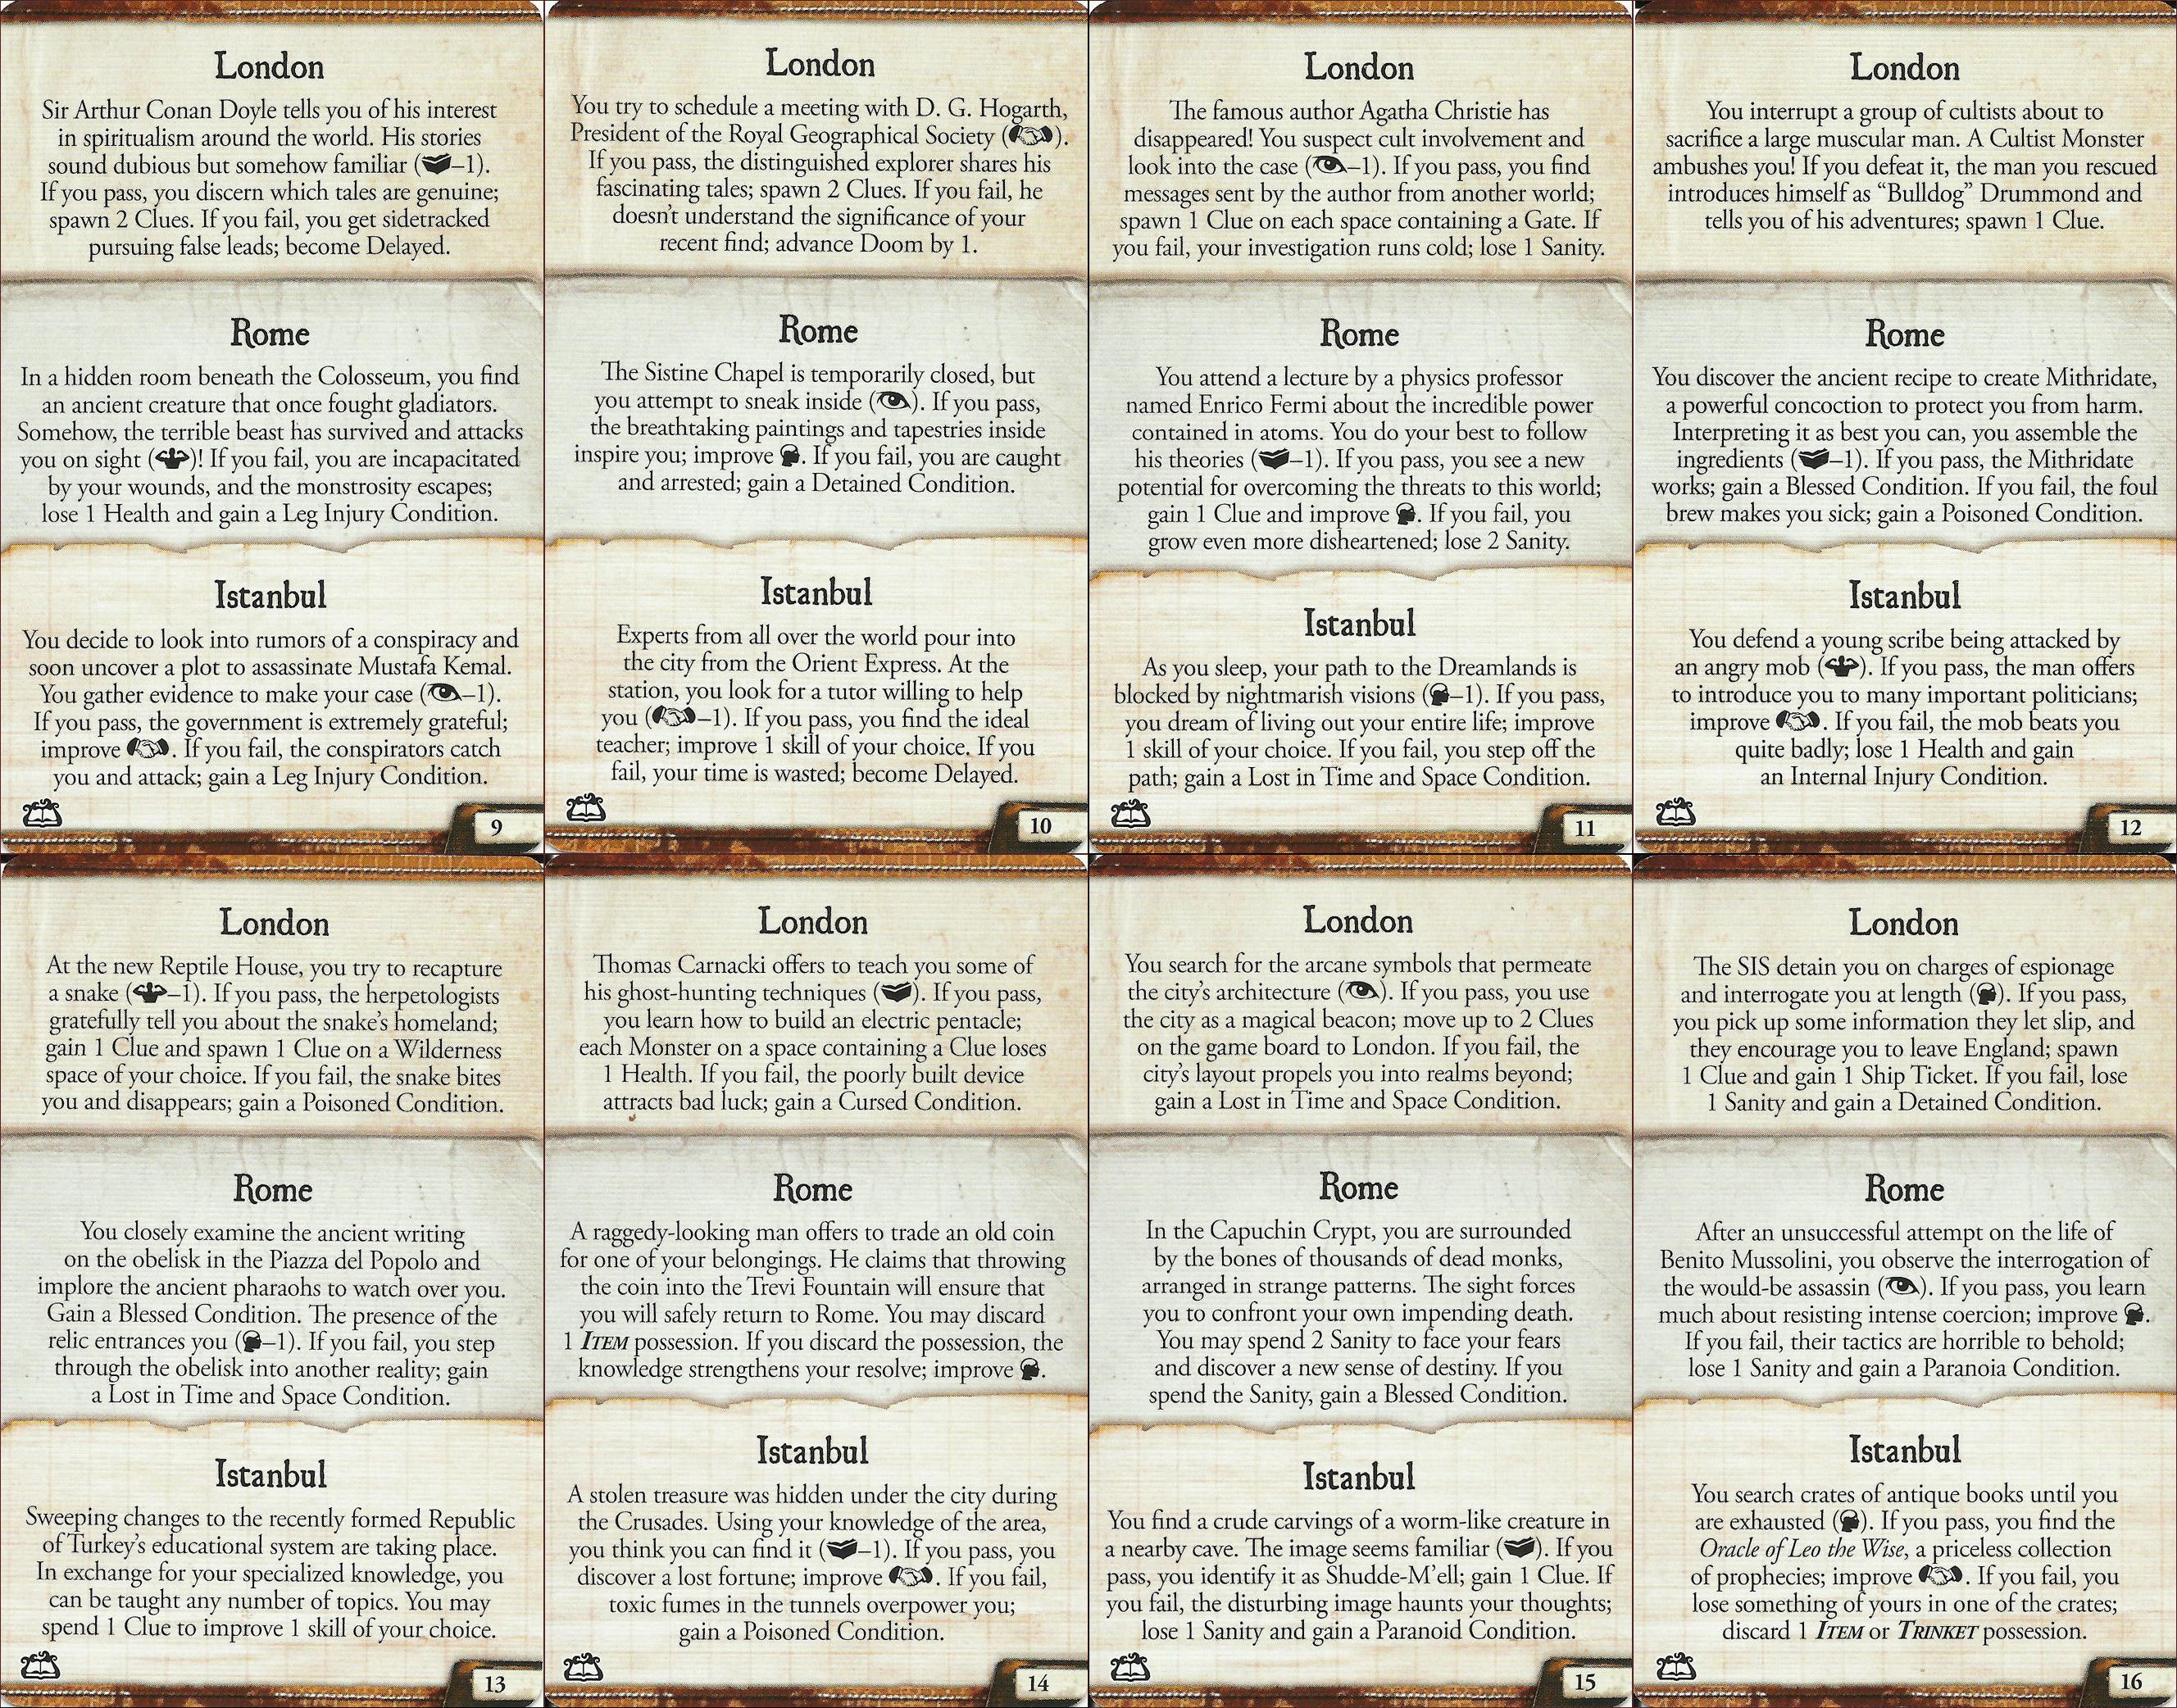 London
Sir Arthur Conan Doyle tells you of his interest
in spiritualism around the world. His stories
sound dubious but somehow familiar (–1).
If you pass, you discern which tales are genuine;
spawn 2 Clues. If you fail, you get sidetracked
pursuing false leads; become Delayed.
Rome
In a hidden room beneath the Colosseum, you find
an ancient creature that once fought gladiators.
Somehow, the terrible beast has survived and attacks
you on sight ()! If you fail, you are incapacitated
by your wounds, and the monstrosity escapes;
lose 1 Health and gain a Leg Injury Condition.
Istanbul
You decide to look into rumors of a conspiracy and
soon uncover a plot to assassinate Mustafa Kemal.
You gather evidence to make your case (–1).
If you pass, the government is extremely grateful;
improve . If you fail, the conspirators catch
you and attack; gain a Leg Injury Condition.
9
London
You try to schedule a meeting with D. G. Hogarth,
President of the Royal Geographical Society ().
If you pass, the distinguished explorer shares his
fascinating tales; spawn 2 Clues. If you fail, he
doesn't understand the significance of your
recent find; advance Doom by 1.
Rome
The Sistine Chapel is temporarily closed, but
you attempt to sneak inside (). If you pass,
the breathtaking paintings and tapestries inside
inspire you; improve . If you fail, you are caught
and arrested; gain a Detained Condition.
Istanbul
Experts from all over the world pour into
the city from the Orient Express. At the
station, you look for a tutor willing to help
you (–1). If you pass, you find the ideal
teacher; improve 1 skill of your choice. If you
fail, your time is wasted; become Delayed.
10
London
The famous author Agatha Christie has
disappeared! You suspect cult involvement and
look into the case (–1). If you pass, you find
messages sent by the author from another world;
spawn 1 Clue on each space containing a Gate. If
you fail, your investigation runs cold; lose 1 Sanity.
Rome
You attend a lecture by a physics professor
named Enrico Fermi about the incredible power
contained in atoms. You do your best to follow
his theories (–1). If you pass, you see a new
potential for overcoming the threats to this world;
gain 1 Clue and improve . If you fail, you
grow even more disheartened; lose 2 Sanity.
Istanbul
As you sleep, your path to the Dreamlands is
blocked by nightmarish visions (–1). If you pass,
you dream of living out your entire life; improve
1 skill of your choice. If you fail, you step off the
path; gain a Lost in Time and Space Condition.
11
London
You interrupt a group of cultists about to
sacrifice a large muscular man. A Cultist Monster
ambushes you! If you defeat it, the man you rescued
introduces himself as “Bulldog” Drummond and
tells you of his adventures; spawn 1 Clue.
Rome
You discover the ancient recipe to create Mithridate,
a powerful concoction to protect you from harm.
Interpreting it as best you can, you assemble the
ingredients (–1). If you pass, the Mithridate
works; gain a Blessed Condition. If you fail, the foul
brew makes you sick; gain a Poisoned Condition.
Istanbul
You defend a young scribe being attacked by
an angry mob (). If you pass, the man offers
to introduce you to many important politicians;
improve . If you fail, the mob beats you
quite badly; lose 1 Health and gain
an Internal Injury Condition.
12
London
At the new Reptile House, you try to recapture
a snake (–1). If you pass, the herpetologists
gratefully tell you about the snake's homeland;
gain 1 Clue and spawn 1 Clue on a Wilderness
space of your choice. If you fail, the snake bites
you and disappears; gain a Poisoned Condition.
Rome
You closely examine the ancient writing
on the obelisk in the Piazza del Popolo and
implore the ancient pharaohs to watch over you.
Gain a Blessed Condition. The presence of the
relic entrances you (–1). If you fail, you step
through the obelisk into another reality; gain
a Lost in Time and Space Condition.
Istanbul
Sweeping changes to the recently formed Republic
of Turkey's educational system are taking place.
In exchange for your specialized knowledge, you
can be taught any number of topics. You may
spend 1 Clue to improve 1 skill of your choice.
13
London
Thomas Carnacki offers to teach you some of
his ghost-hunting techniques (). If you pass,
you learn how to build an electric pentacle;
each Monster on a space containing a Clue loses
1 Health. If you fail, the poorly built device
attracts bad luck; gain a Cursed Condition.
Rome
A raggedy-looking man offers to trade an old coin
for one of your belongings. He claims that throwing
the coin into the Trevi Fountain will ensure that
you will safely return to Rome. You may discard
1 ITEM possession. If you discard the possession, the
knowledge strengthens your resolve; improve .
Istanbul
A stolen treasure was hidden under the city during
the Crusades. Using your knowledge of the area,
you think you can find it (–1). If you pass, you
discover a lost fortune; improve . If you fail,
toxic fumes in the tunnels overpower you;
gain a Poisoned Condition.
14
London
You search for the arcane symbols that permeate
the city's architecture (). If you pass, you use
the city as a magical beacon; move up to 2 Clues
on the game board to London. If you fail, the
city's layout propels you into realms beyond;
gain a Lost in Time and Space Condition.
Rome
In the Capuchin Crypt, you are surrounded
by the bones of thousands of dead monks,
arranged in strange patterns. The sight forces
you to confront your own impending death.
You may spend 2 Sanity to face your fears
and discover a new sense of destiny. If you
spend the Sanity, gain a Blessed Condition.
Istanbul
You find a crude carvings of a worm-like creature in
a nearby cave. The image seems familiar (). If you
pass, you identify it as Shudde-M'ell; gain 1 Clue. If
you fail, the disturbing image haunts your thoughts;
lose 1 Sanity and gain a Paranoid Condition.
15
London
The SIS detain you on charges of espionage
and interrogate you at length (). If you pass,
you pick up some information they let slip, and
they encourage you to leave England; spawn
1 Clue and gain 1 Ship Ticket. If you fail, lose
1 Sanity and gain a Detained Condition.
Rome
After an unsuccessful attempt on the life of
Benito Mussolini, you observe the interrogation of
the would-be assassin (). If you pass, you learn
much about resisting intense coercion; improve .
If you fail, their tactics are horrible to behold;
lose 1 Sanity and gain a Paranoia Condition.
Istanbul
You search crates of antique books until you
are exhausted (). If you pass, you find the
Oracle of Leo the Wise, a priceless collection
of prophecies; improve . If you fail, you
lose something of yours in one of the crates;
discard 1 ITEM or TRINKET possession.
16